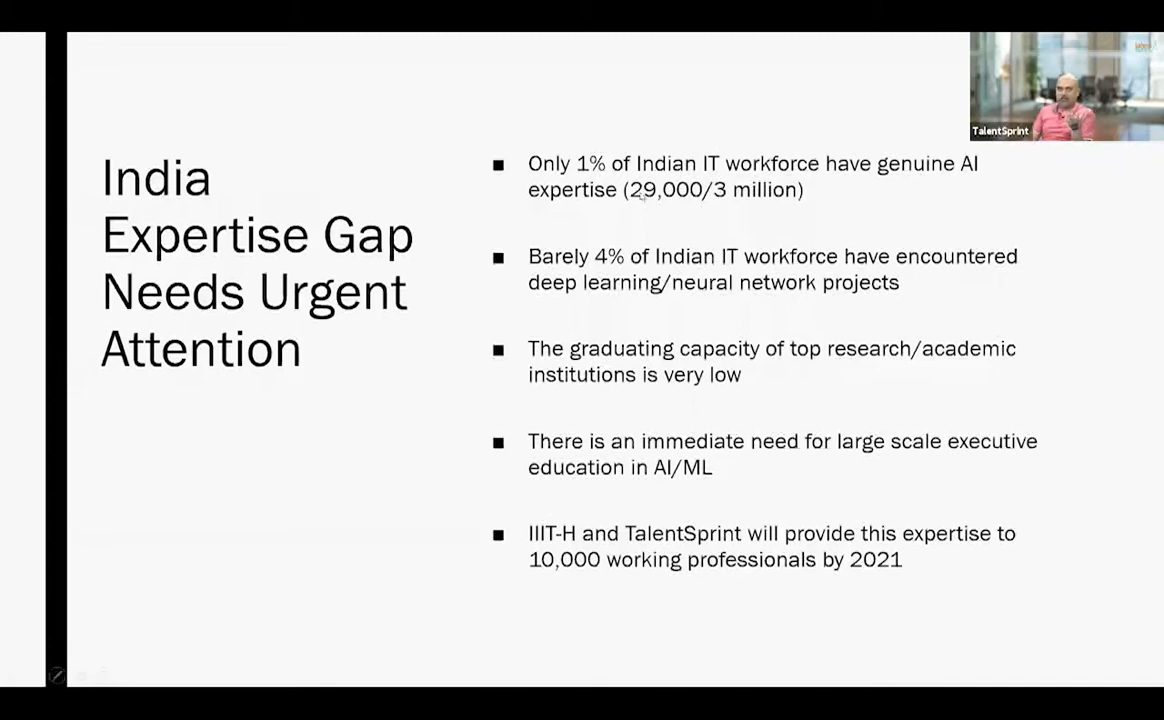 India
Expertise Gap
Needs Urgent
Attention
Only 1% of Indian IT workforce have genuine AI
expertise (29,000/3 million)
Barely 4% of Indian IT workforce have encountered
deep learning/neural network projects
The graduating capacity of top research/academic
institutions is very low
There is an immediate need for large scale executive
education in AI/ML
IIIT-H and TalentSprint will provide this expertise to
10,000 working professionals by 2021
TalentSprint